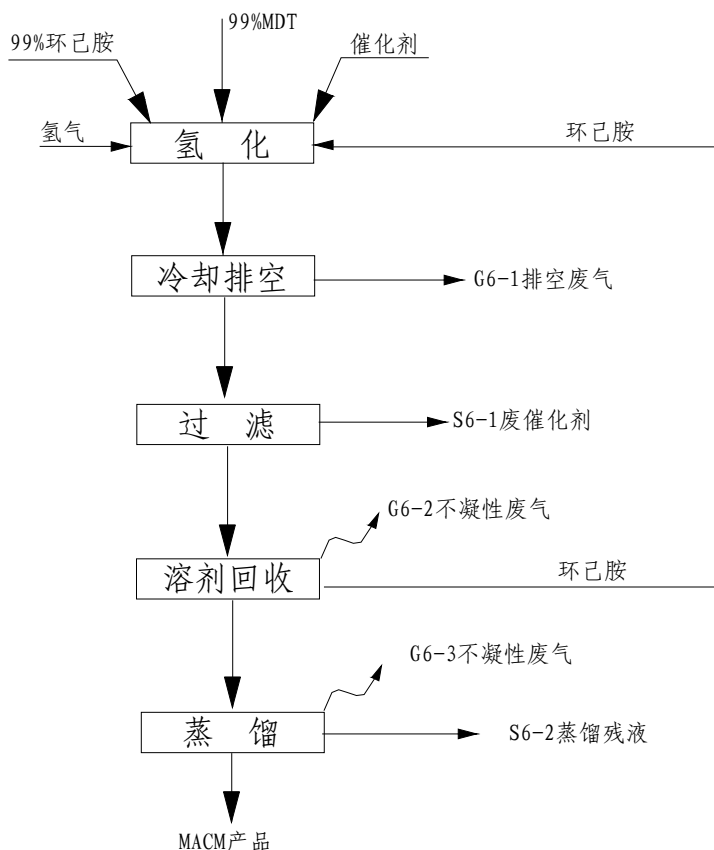 99%MDT
99%环己胺
催化剂
氢气
氢 化
环己胺
冷却排空
G6-1排空废气
过 滤
S6-1废催化剂
G6-2不凝性废气
溶剂回收
环己胺
G6-3不凝性废气
蒸 馏
S6-2蒸馏残液
MACM产品